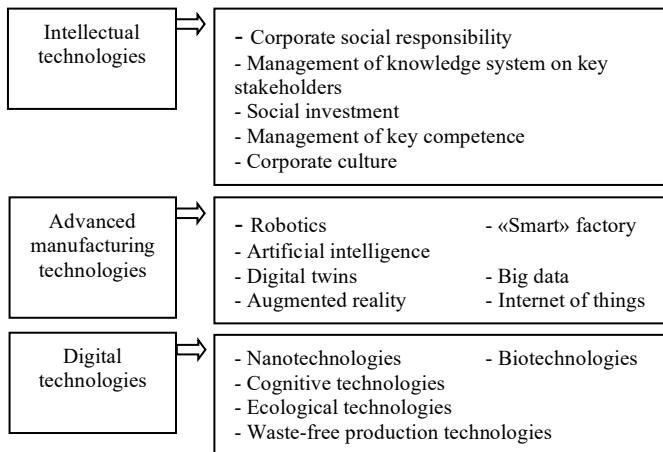 Intellectual
technologies
- Corporate social responsibility
- Management of knowledge system on key
stakeholders
- Social investment
- Management of key competence
- Corporate culture
Advanced
manufacturing
technologies
- Robotics - «Smart» factory
- Artificial intelligence
- Digital twins - Big data
- Augmented reality - Internet of things
Digital
technologies
- Nanotechnologies - Biotechnologies
- Cognitive technologies
- Ecological technologies
- Waste-free production technologies